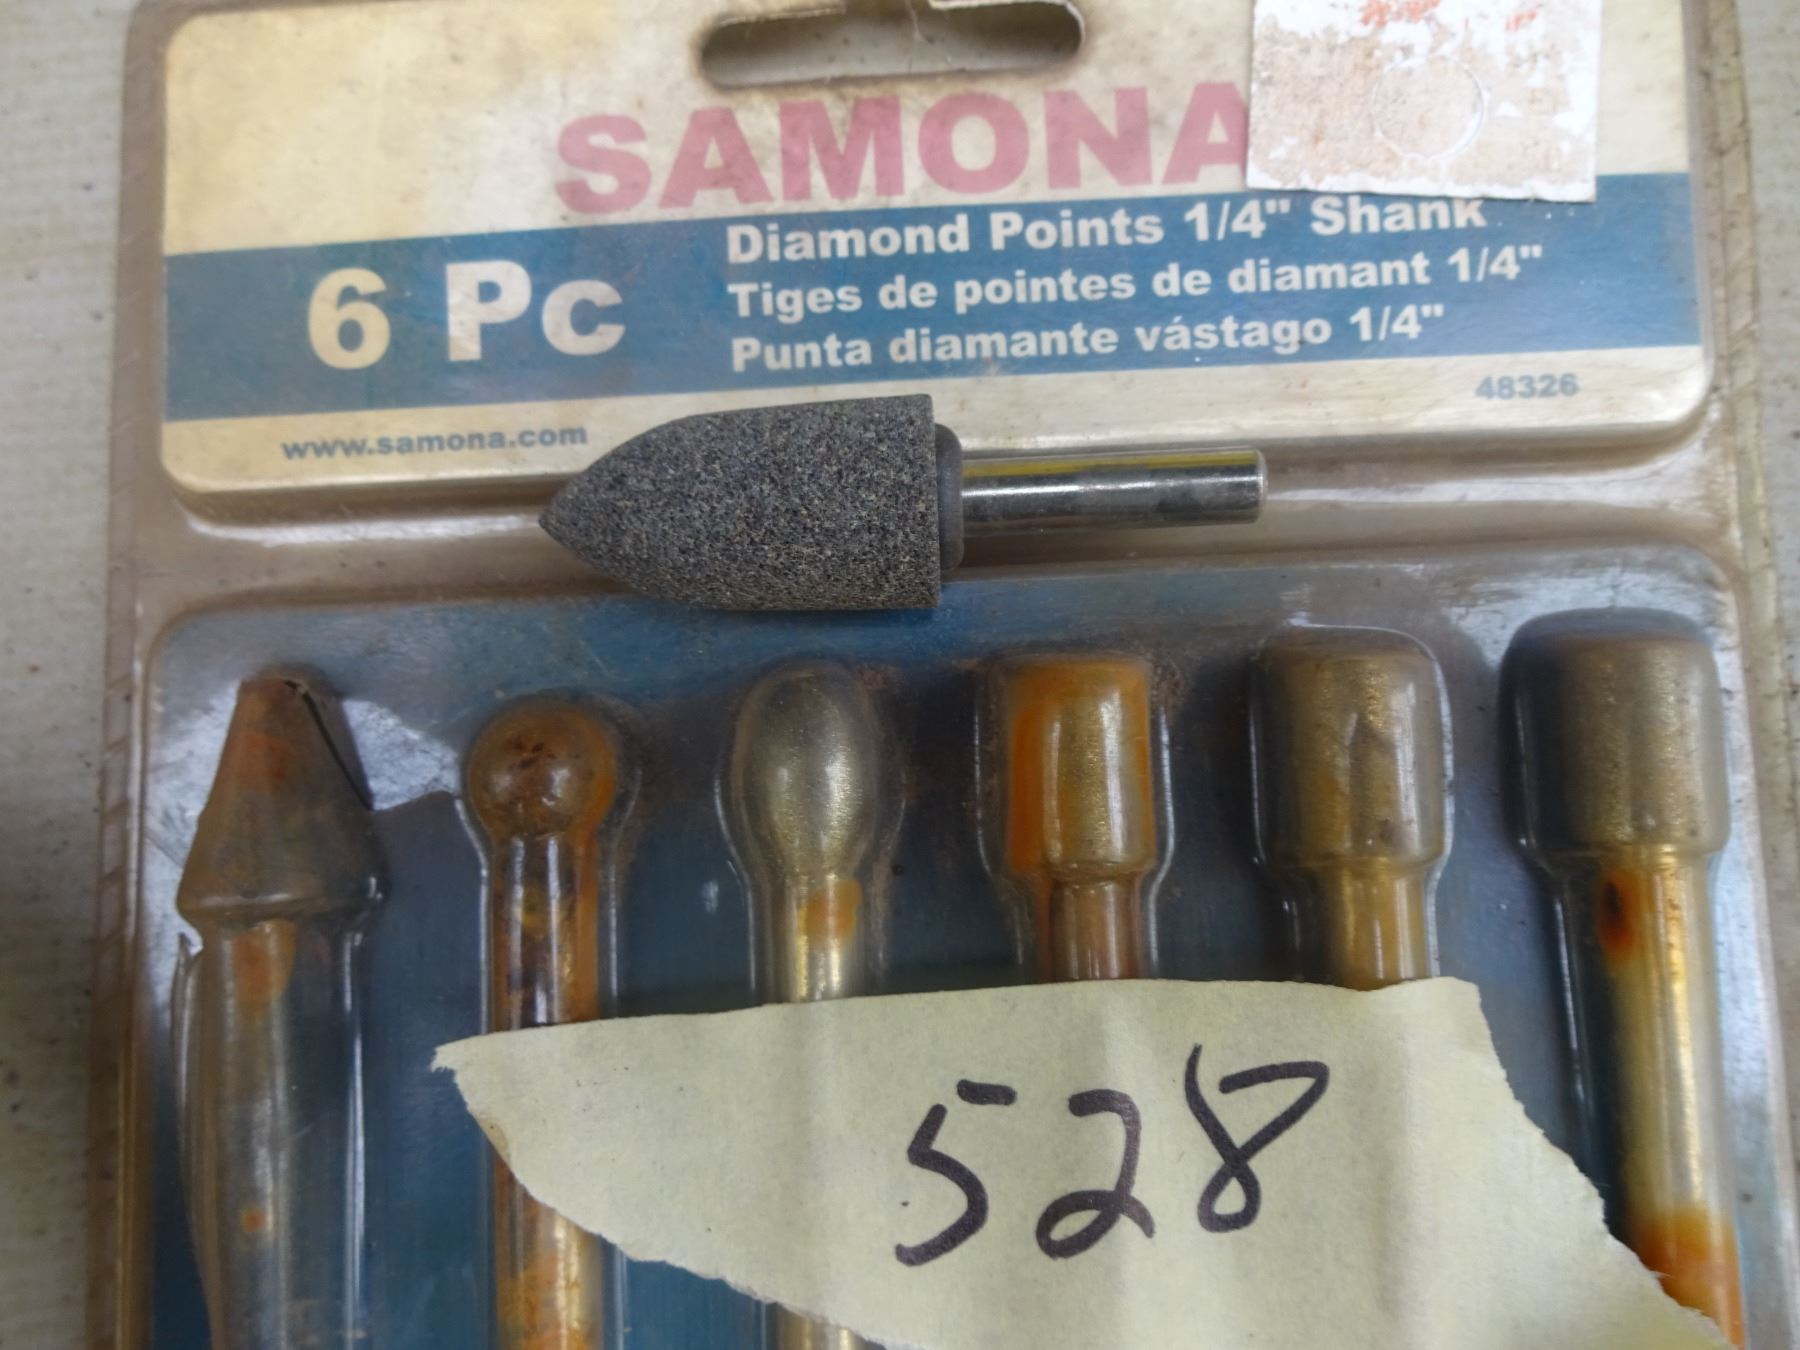 SAMONA
6 Pc
Diamond Points 1/4" Shank
Tiges de pointes de diamant 1/4"
Punta diamante vástago 1/4"
48326
www.samona.com
528